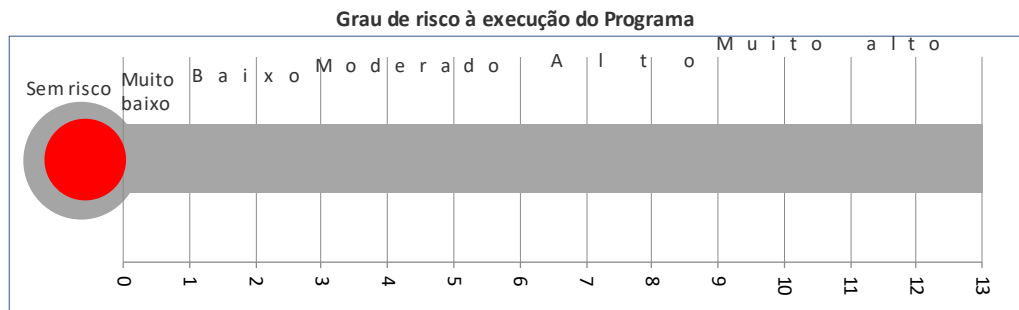 Grau de risco à execução do Programa
Sem risco
Muito baixo
Baixo
Moderado
Alto
Muito alto
0 1 2 3 4 5 6 7 8 9 10 11 12 13